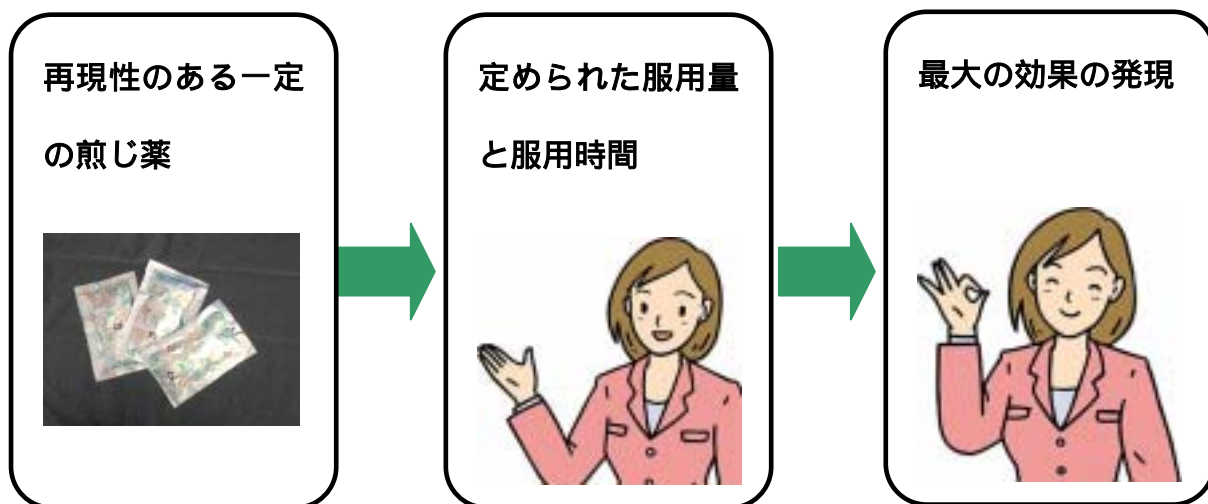 再現性のある一定
の煎じ薬
定められた服用量
と服用時間
最大の効果の発現